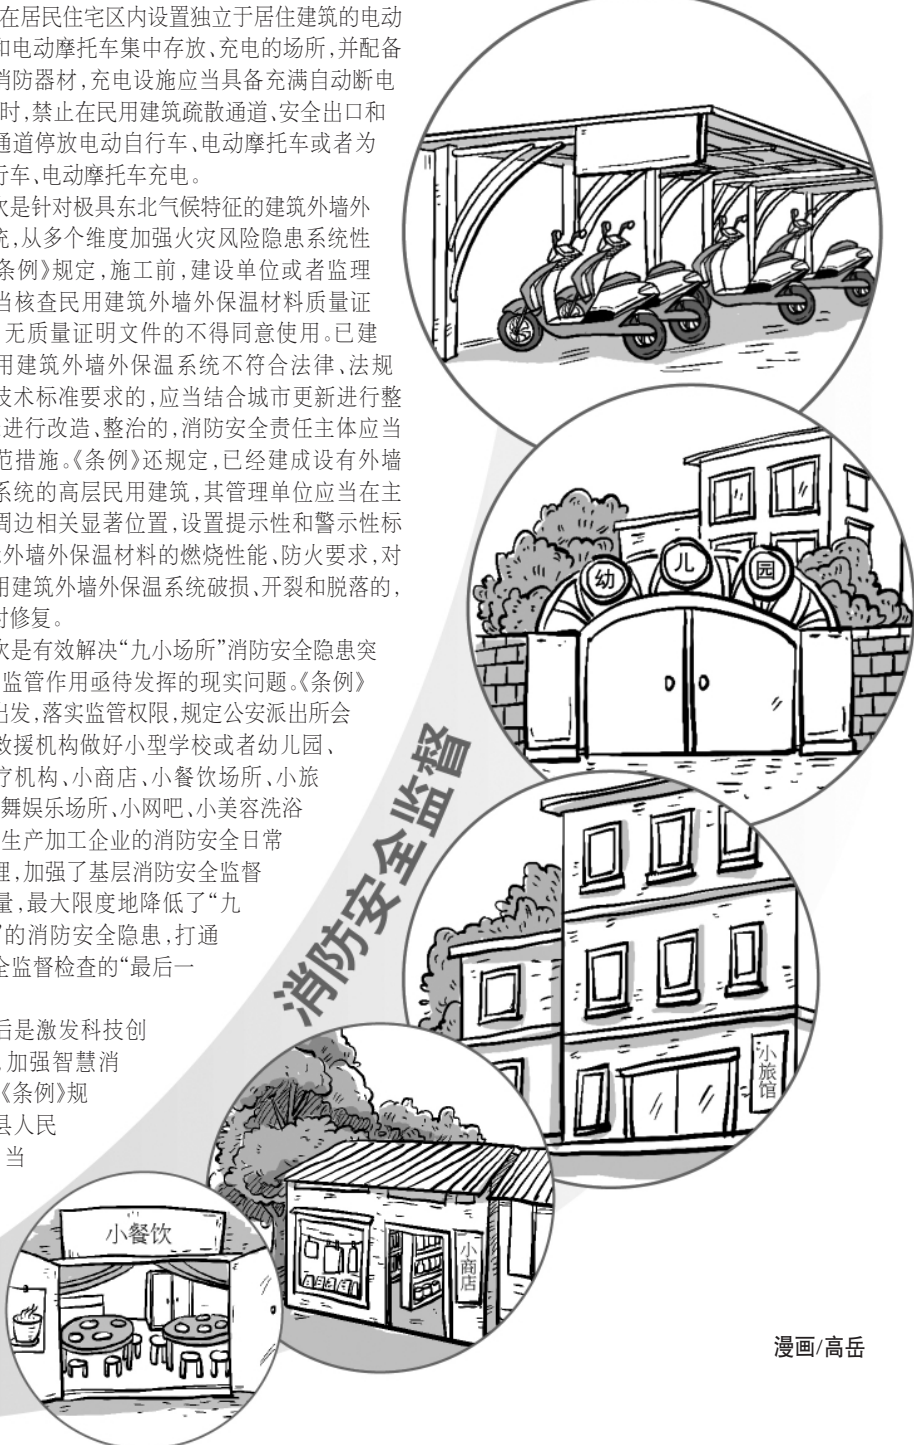 在居民住宅区内设置独立于居住建筑的电动
和电动摩托车集中存放、充电的场所,并配备
消防器材,充电设施应当具备充满自动断电
时,禁止在民用建筑疏散通道、安全出口和
通道停放电动自行车、电动摩托车或者为
行车、电动摩托车充电。
次是针对极具东北气候特征的建筑外墙外
统,从多个维度加强火灾风险隐患系统性
条例》规定,施工前,建设单位或者监理
当核查民用建筑外墙外保温材料质量证
无质量证明文件的不得同意使用。已建
用建筑外墙外保温系统不符合法律、法规
技术标准要求的,应当结合城市更新进行整
进行改造、整治的,消防安全责任主体应当
范措施。《条例》还规定,已经建成设有外墙
系统的高层民用建筑,其管理单位应当在主
周边相关显著位置,设置提示性和警示性标
外墙外保温材料的燃烧性能、防火要求,对
用建筑外墙外保温系统破损、开裂和脱落的,
时修复。
次是有效解决“九小场所”消防安全隐患突
监管作用亟待发挥的现实问题。《条例》
出发,落实监管权限,规定公安派出所会
救援机构做好小型学校或者幼儿园、
疗机构、小商店、小餐饮场所、小旅
舞娱乐场所、小网吧、小美容洗浴
生产加工企业的消防安全日常
理,加强了基层消防安全监督
量,最大限度地降低了“九
”的消防安全隐患,打通
全监督检查的“最后一
后是激发科技创
,加强智慧消
《条例》规
县人民
当
消防安全监督
幼儿园
小旅馆
小商店
小餐饮
漫画/高岳